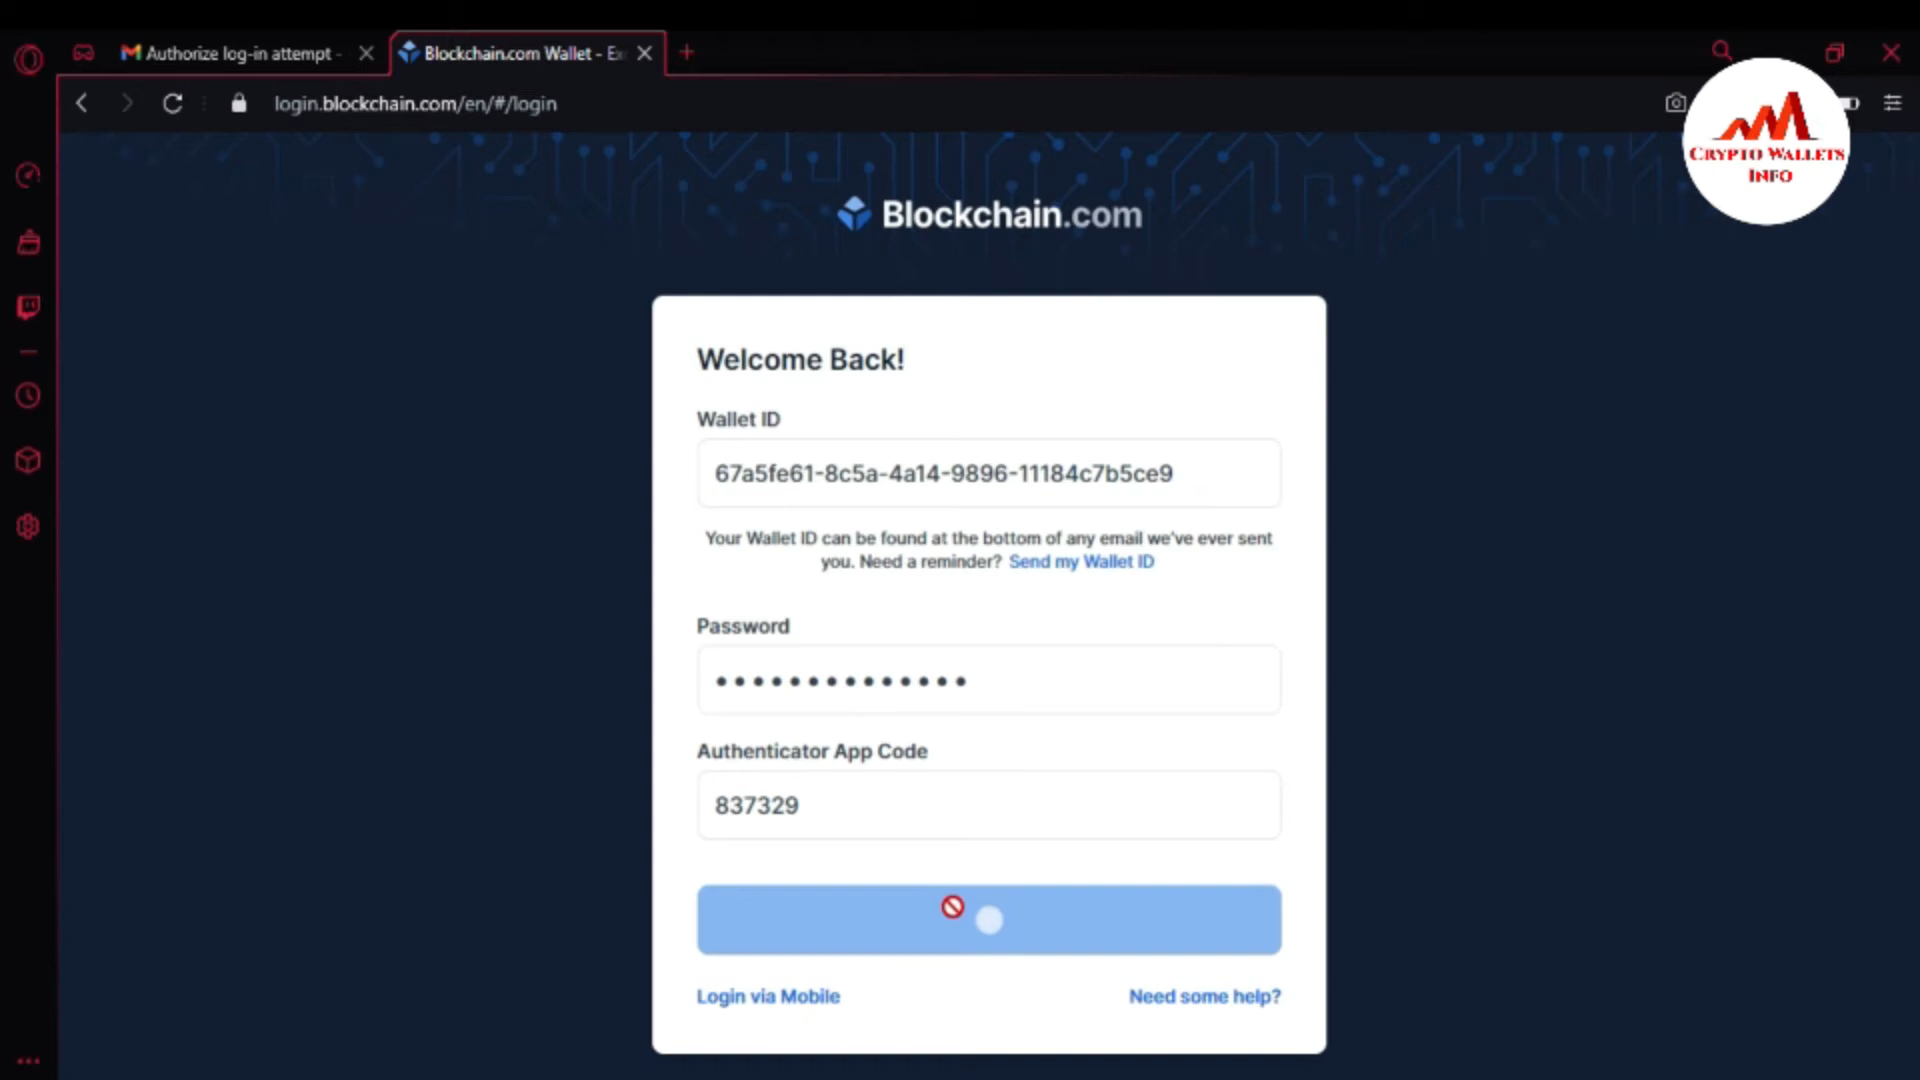 Authorize log-in attempt -
Blockchain.com Wallet - Ex
login.blockchain.com/en/#/login
CRYPTO WALLETS
INFO
Blockchain.com
Welcome Back!
Wallet ID
67a5fe61-8c5a-4a14-9896-11184c7b5ce9
Your Wallet ID can be found at the bottom of any email we've ever sent
you. Need a reminder? Send my Wallet ID
Password
Authenticator App Code
837329
Login via Mobile
Need some help?